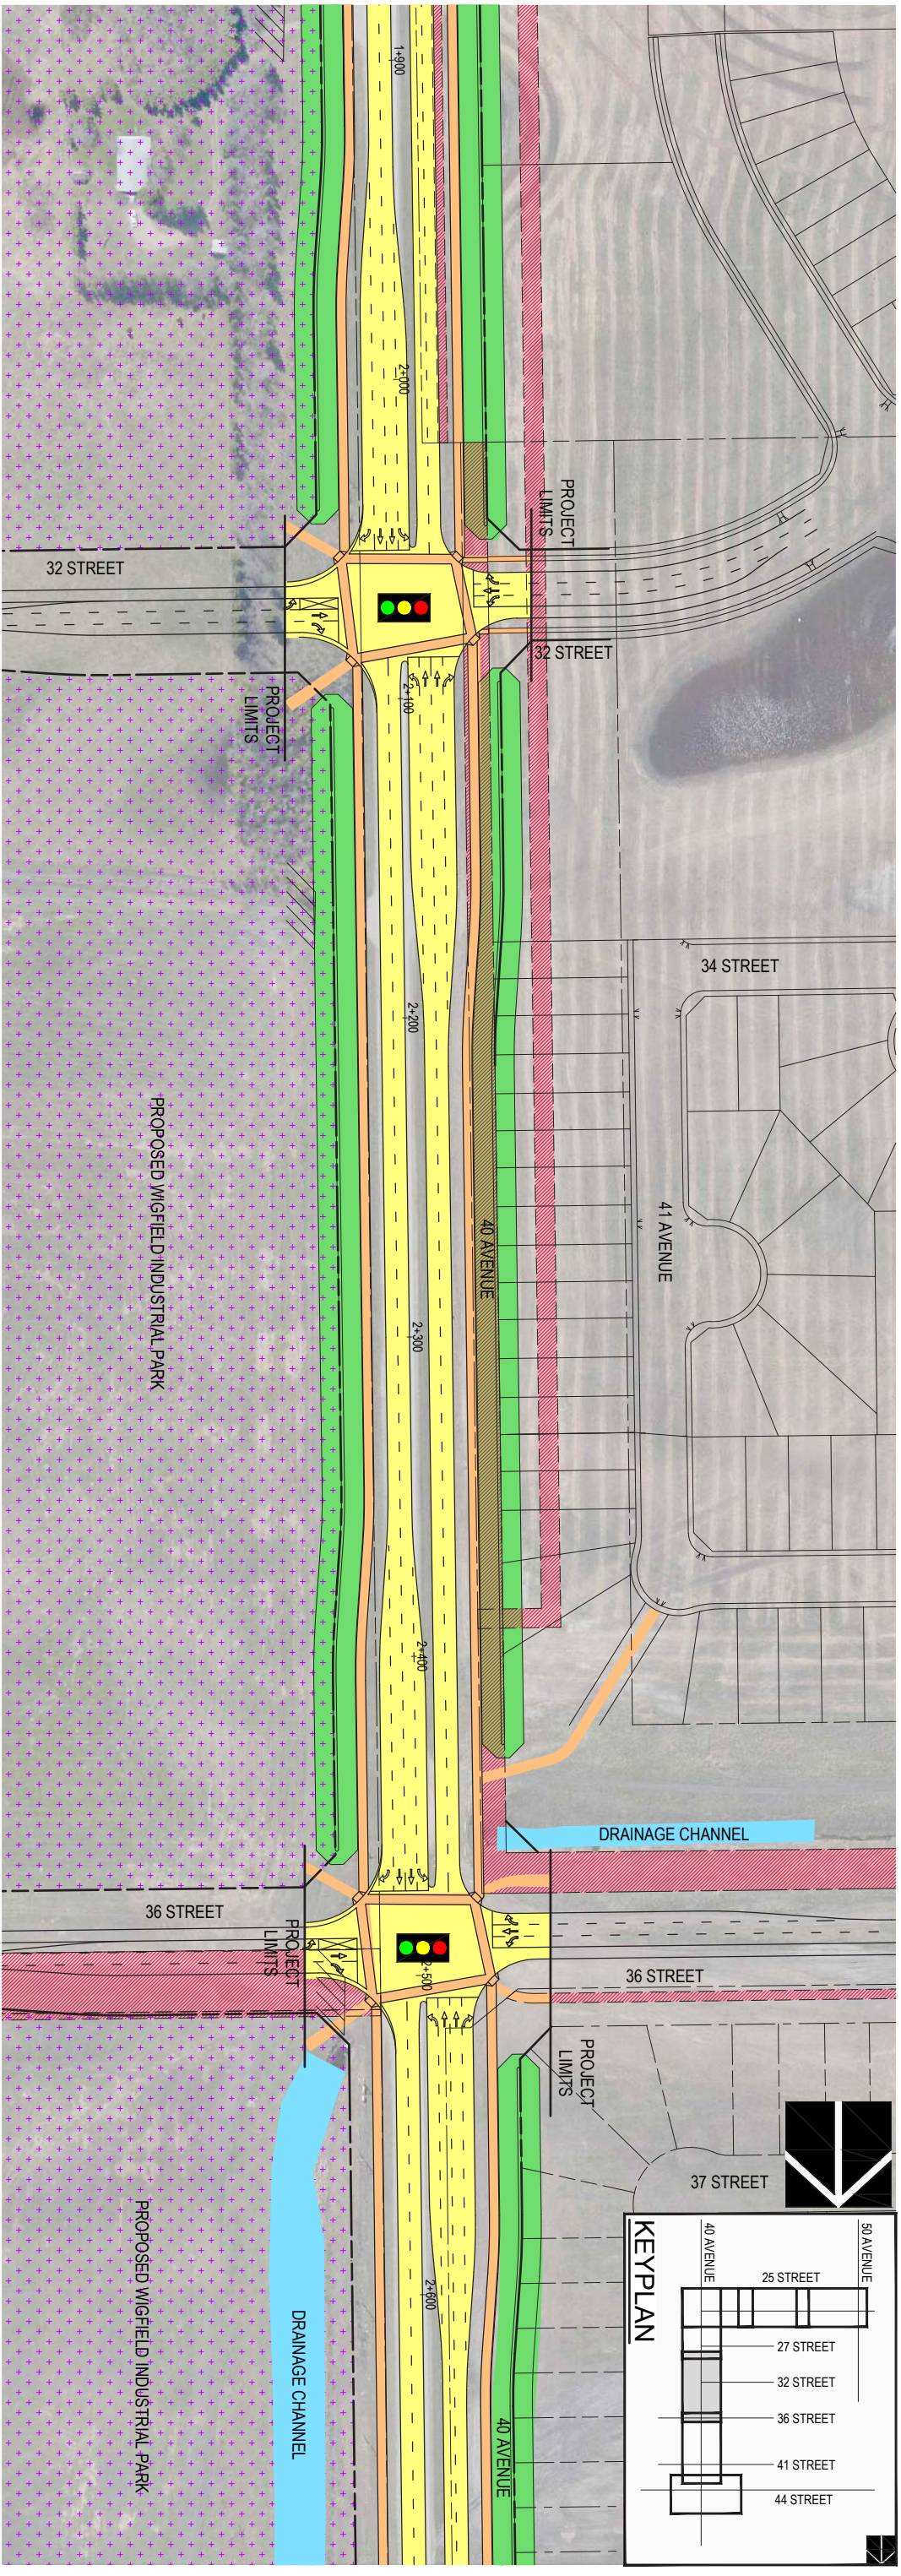 1+900
2+000
PROJECT
LIMITS
32 STREET
32 STREET
2+100
PROJECT
LIMITS
34 STREET
2+200
PROPOSED WIGFIELD INDUSTRIAL PARK
41 AVENUE
40 AVENUE
2+300
2+400
DRAINAGE CHANNEL
36 STREET
PROJECT
LIMITS
2+500
36 STREET
PROJECT
LIMITS
37 STREET
PROPOSED WIGFIELD INDUSTRIAL PARK
DRAINAGE CHANNEL
2+600
40 AVENUE
KEYPLAN
40 AVENUE
50 AVENUE
25 STREET
27 STREET
32 STREET
36 STREET
41 STREET
44 STREET